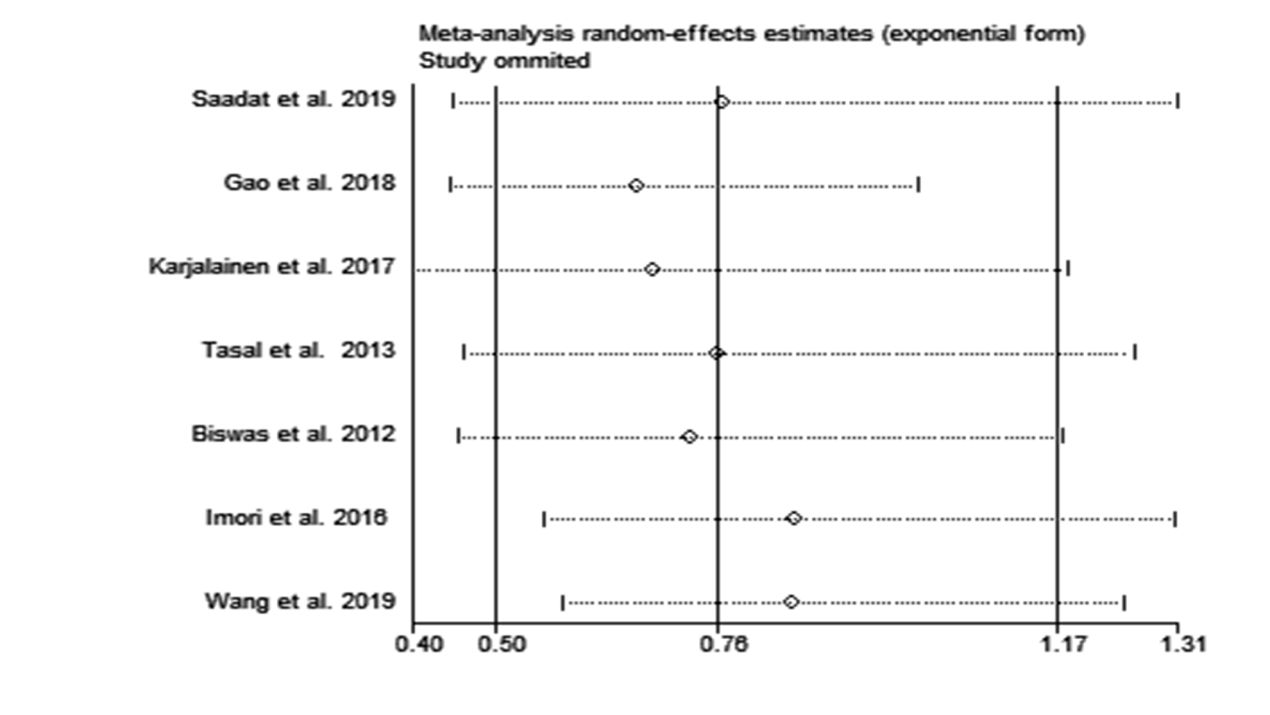 Meta-analysis random-effects estimates (exponential form)
Study ommited
Saadat et al. 2019
Gao et al. 2018
Karjalainen et al. 2017
Tasal et al. 2013
Biswas et al. 2012
Imori et al. 2016
Wang et al. 2019
0.40 0.50 0.76 1.17 1.31